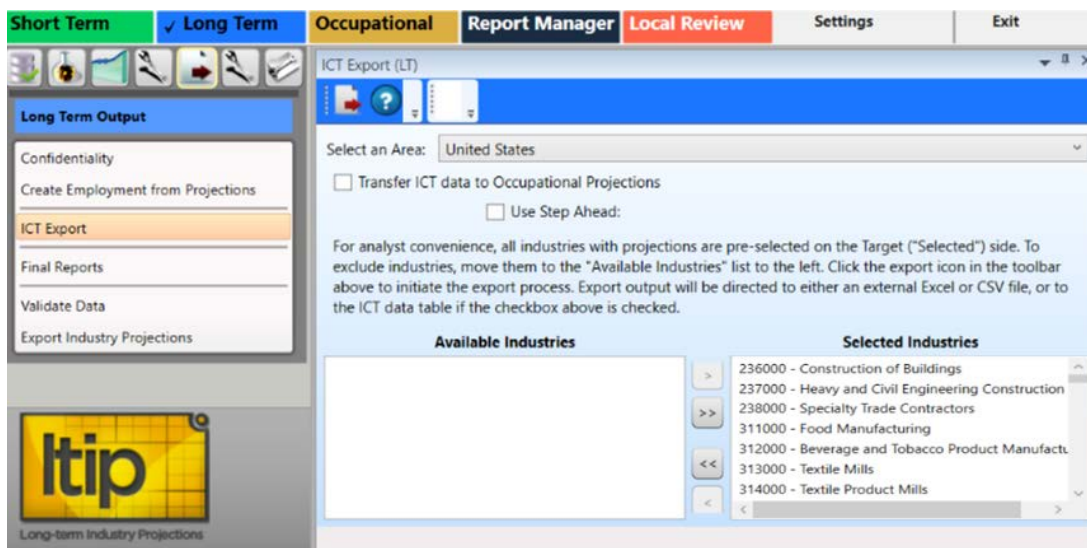 Short Term ✓ Long Term Occupational Report Manager Local Review Settings Exit
ICT Export (LT)
Long Term Output
Confidentiality
Create Employment from Projections
ICT Export
Final Reports
Validate Data
Export Industry Projections
ltip
Long-term Industry Projections
Select an Area: United States
Transfer ICT data to Occupational Projections
Use Step Ahead:
For analyst convenience, all industries with projections are pre-selected on the Target ("Selected") side. To
exclude industries, move them to the "Available Industries" list to the left. Click the export icon in the toolbar
above to initiate the export process. Export output will be directed to either an external Excel or CSV file, or to
the ICT data table if the checkbox above is checked.
Available Industries
>
>>
<<
<
Selected Industries
236000 - Construction of Buildings
237000 - Heavy and Civil Engineering Construction
238000 - Specialty Trade Contractors
311000 - Food Manufacturing
312000 - Beverage and Tobacco Product Manufactu
313000 - Textile Mills
314000 - Textile Product Mills